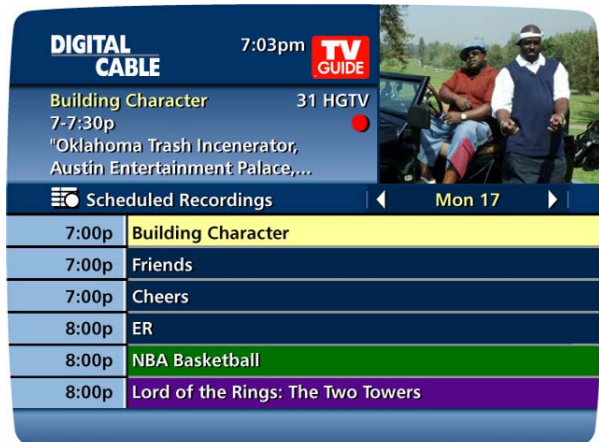 DIGITAL CABLE
7:03pm
TV GUIDE
Building Character 31 HGTV
7-7:30p
"Oklahoma Trash Incenerator,
Austin Entertainment Palace,...
Scheduled Recordings Mon 17
7:00p Building Character
7:00p Friends
7:00p Cheers
8:00p ER
8:00p NBA Basketball
8:00p Lord of the Rings: The Two Towers